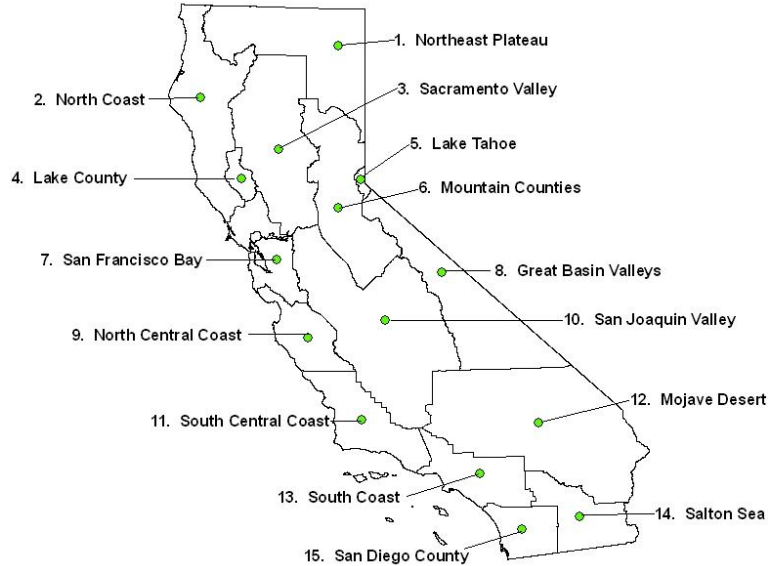 1. Northeast Plateau
2. North Coast
3. Sacramento Valley
4. Lake County
5. Lake Tahoe
6. Mountain Counties
7. San Francisco Bay
8. Great Basin Valleys
9. North Central Coast
10. San Joaquin Valley
11. South Central Coast
12. Mojave Desert
13. South Coast
14. Salton Sea
15. San Diego County